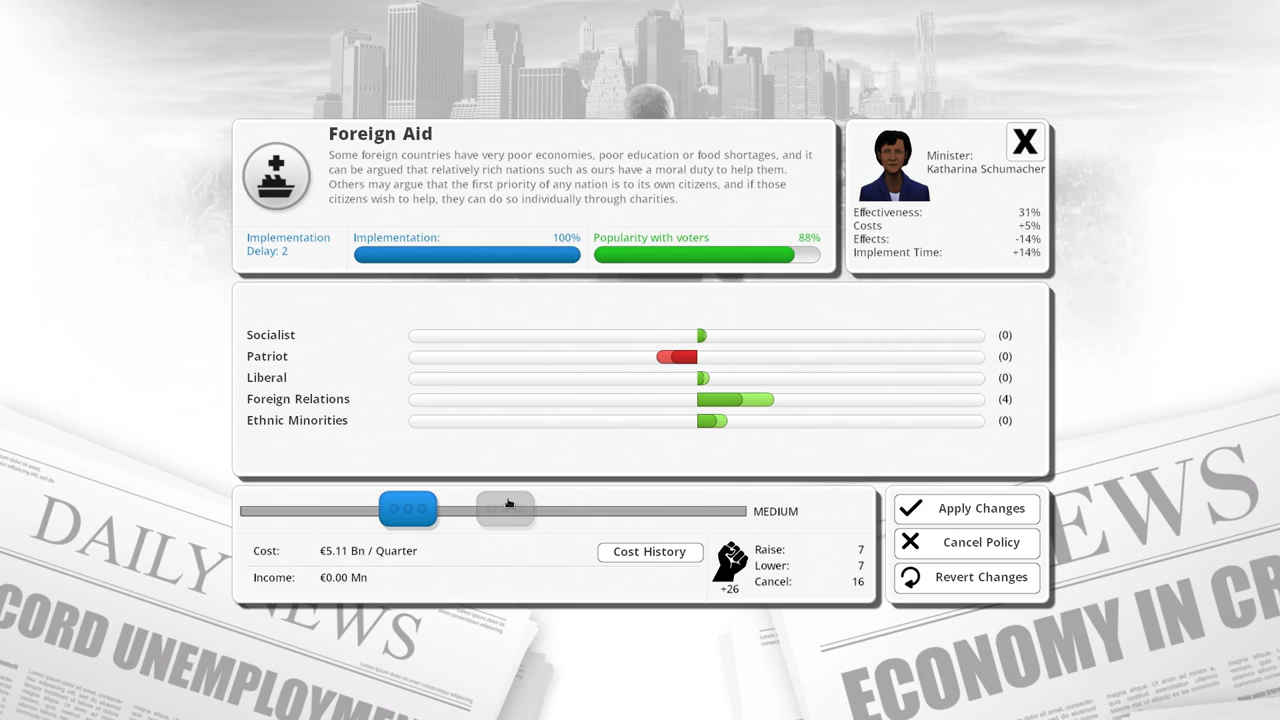 Foreign Aid
Some foreign countries have very poor economies, poor education or food shortages, and it
can be argued that relatively rich nations such as ours have a moral duty to help them.
Others may argue that the first priority of any nation is to its own citizens, and if those
citizens wish to help, they can do so individually through charities.
Implementation
Delay: 2
Implementation: 100%
Popularity with voters 88%
X
Minister:
Katharina Schumacher
Effectiveness: 31%
Costs +5%
Effects: -14%
Implement Time: +14%
Socialist (0)
Patriot (0)
Liberal (0)
Foreign Relations (4)
Ethnic Minorities (0)
MEDIUM
Cost: €5.11 Bn / Quarter
Income: €0.00 Mn
Cost History
+26
Raise: 7
Lower: 7
Cancel: 16
Apply Changes
Cancel Policy
Revert Changes
DAILY NEWS
CORD UNEMPLOYME
NEWS
ECONOMY IN CR